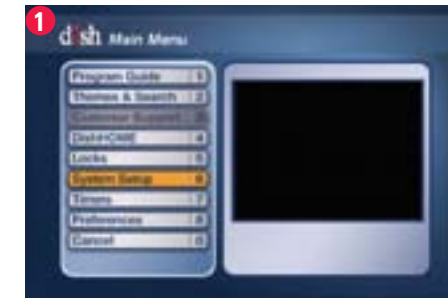 1
dish Main Menu
Program Guide 1
Themes & Search 2
Customer Support 3
DishHOME 4
Locks 5
System Setup 6
Timers 7
Preferences 8
Cancel 0